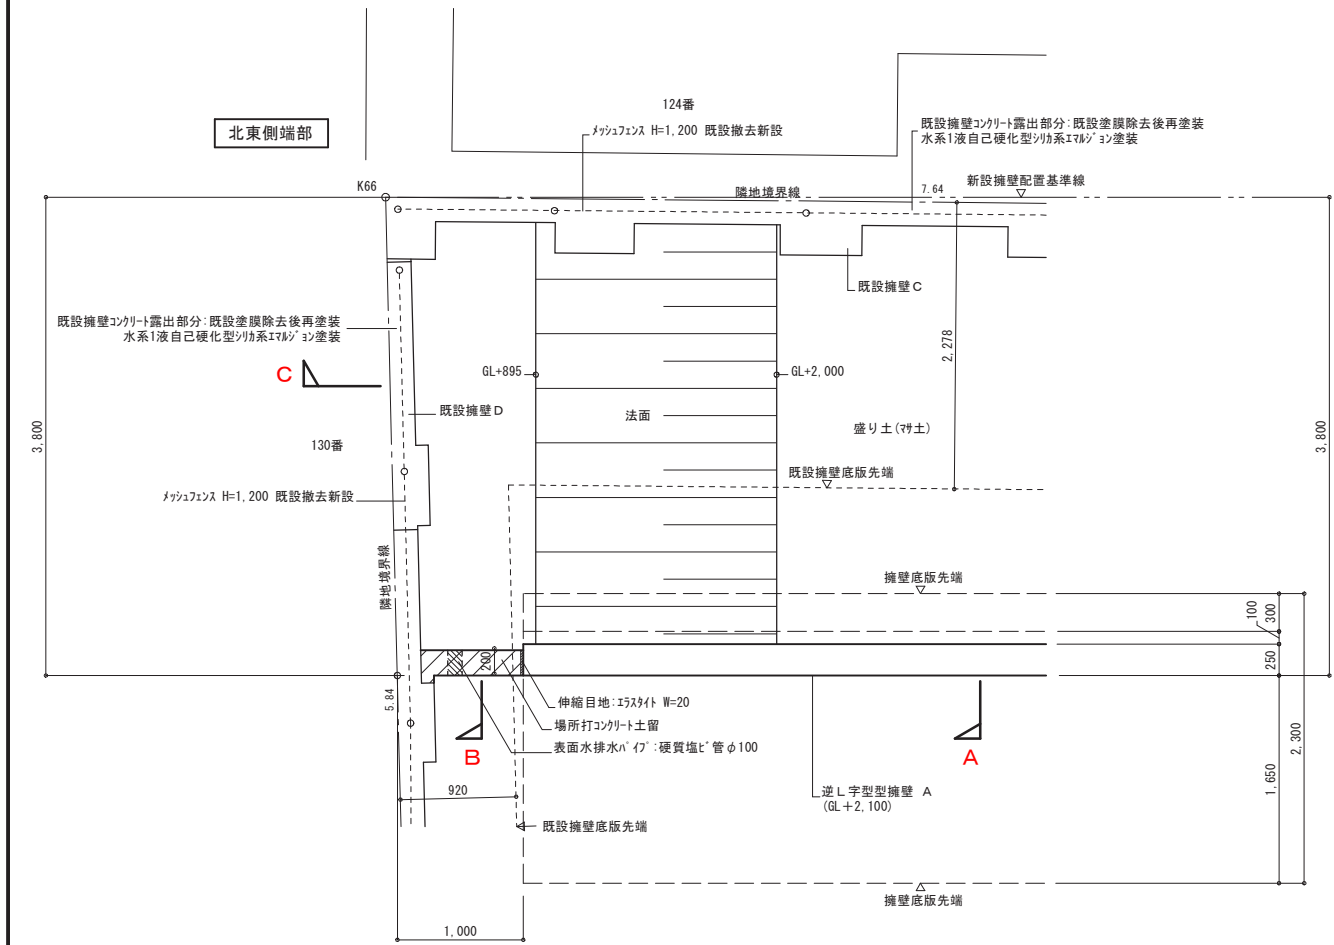 124番
北東側端部
メッシュフェンス H=1,200 既設撤去新設
既設擁壁コンクリート露出部分:既設塗膜除去後再塗装
水系1液自己硬化型シリカ系エマルジョン塗装
K66
隣地境界線
7.64
新設擁壁配置基準線
既設擁壁C
既設擁壁コンクリート露出部分:既設塗膜除去後再塗装
水系1液自己硬化型シリカ系エマルジョン塗装
2,278
C
GL+895
GL+2,000
既設擁壁D
法面
盛り土(マサ土)
3,800
3,800
130番
既設擁壁底版先端
メッシュフェンス H=1,200 既設撤去新設
隣地境界線
擁壁底版先端
100
300
250
200
5.84
伸縮目地:エラスタイト W=20
場所打コンクリート土留
表面水排水パイプ:硬質塩ビ管φ100
B
A
2,300
1,650
920
逆L字型型擁壁 A
(GL+2,100)
既設擁壁底版先端
擁壁底版先端
1,000